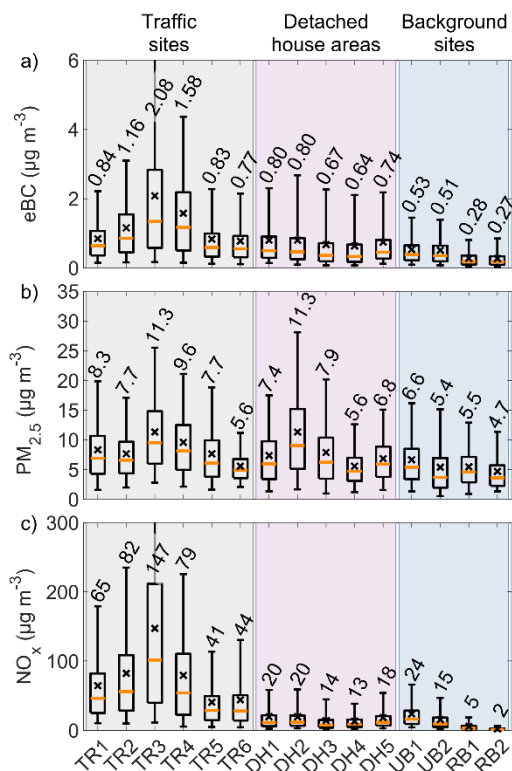 Traffic sites
Detached house areas
Background sites
a)
eBC (µg m-3)
6
4
2
0
0.84
1.16
2.08
1.58
0.83
0.77
0.80
0.80
0.67
0.64
0.74
0.53
0.51
0.28
0.27
b)
PM2.5 (µg m-3)
35
30
25
20
15
10
5
0
8.3
7.7
11.3
9.6
7.7
5.6
7.4
11.3
7.9
5.6
6.8
6.6
5.4
5.5
4.7
c)
NOx (µg m-3)
300
200
100
0
65
82
147
79
41
44
20
20
14
13
18
24
15
5
2
TR1
TR2
TR3
TR4
TR5
TR6
DH1
DH2
DH3
DH4
DH5
UB1
UB2
RB1
RB2